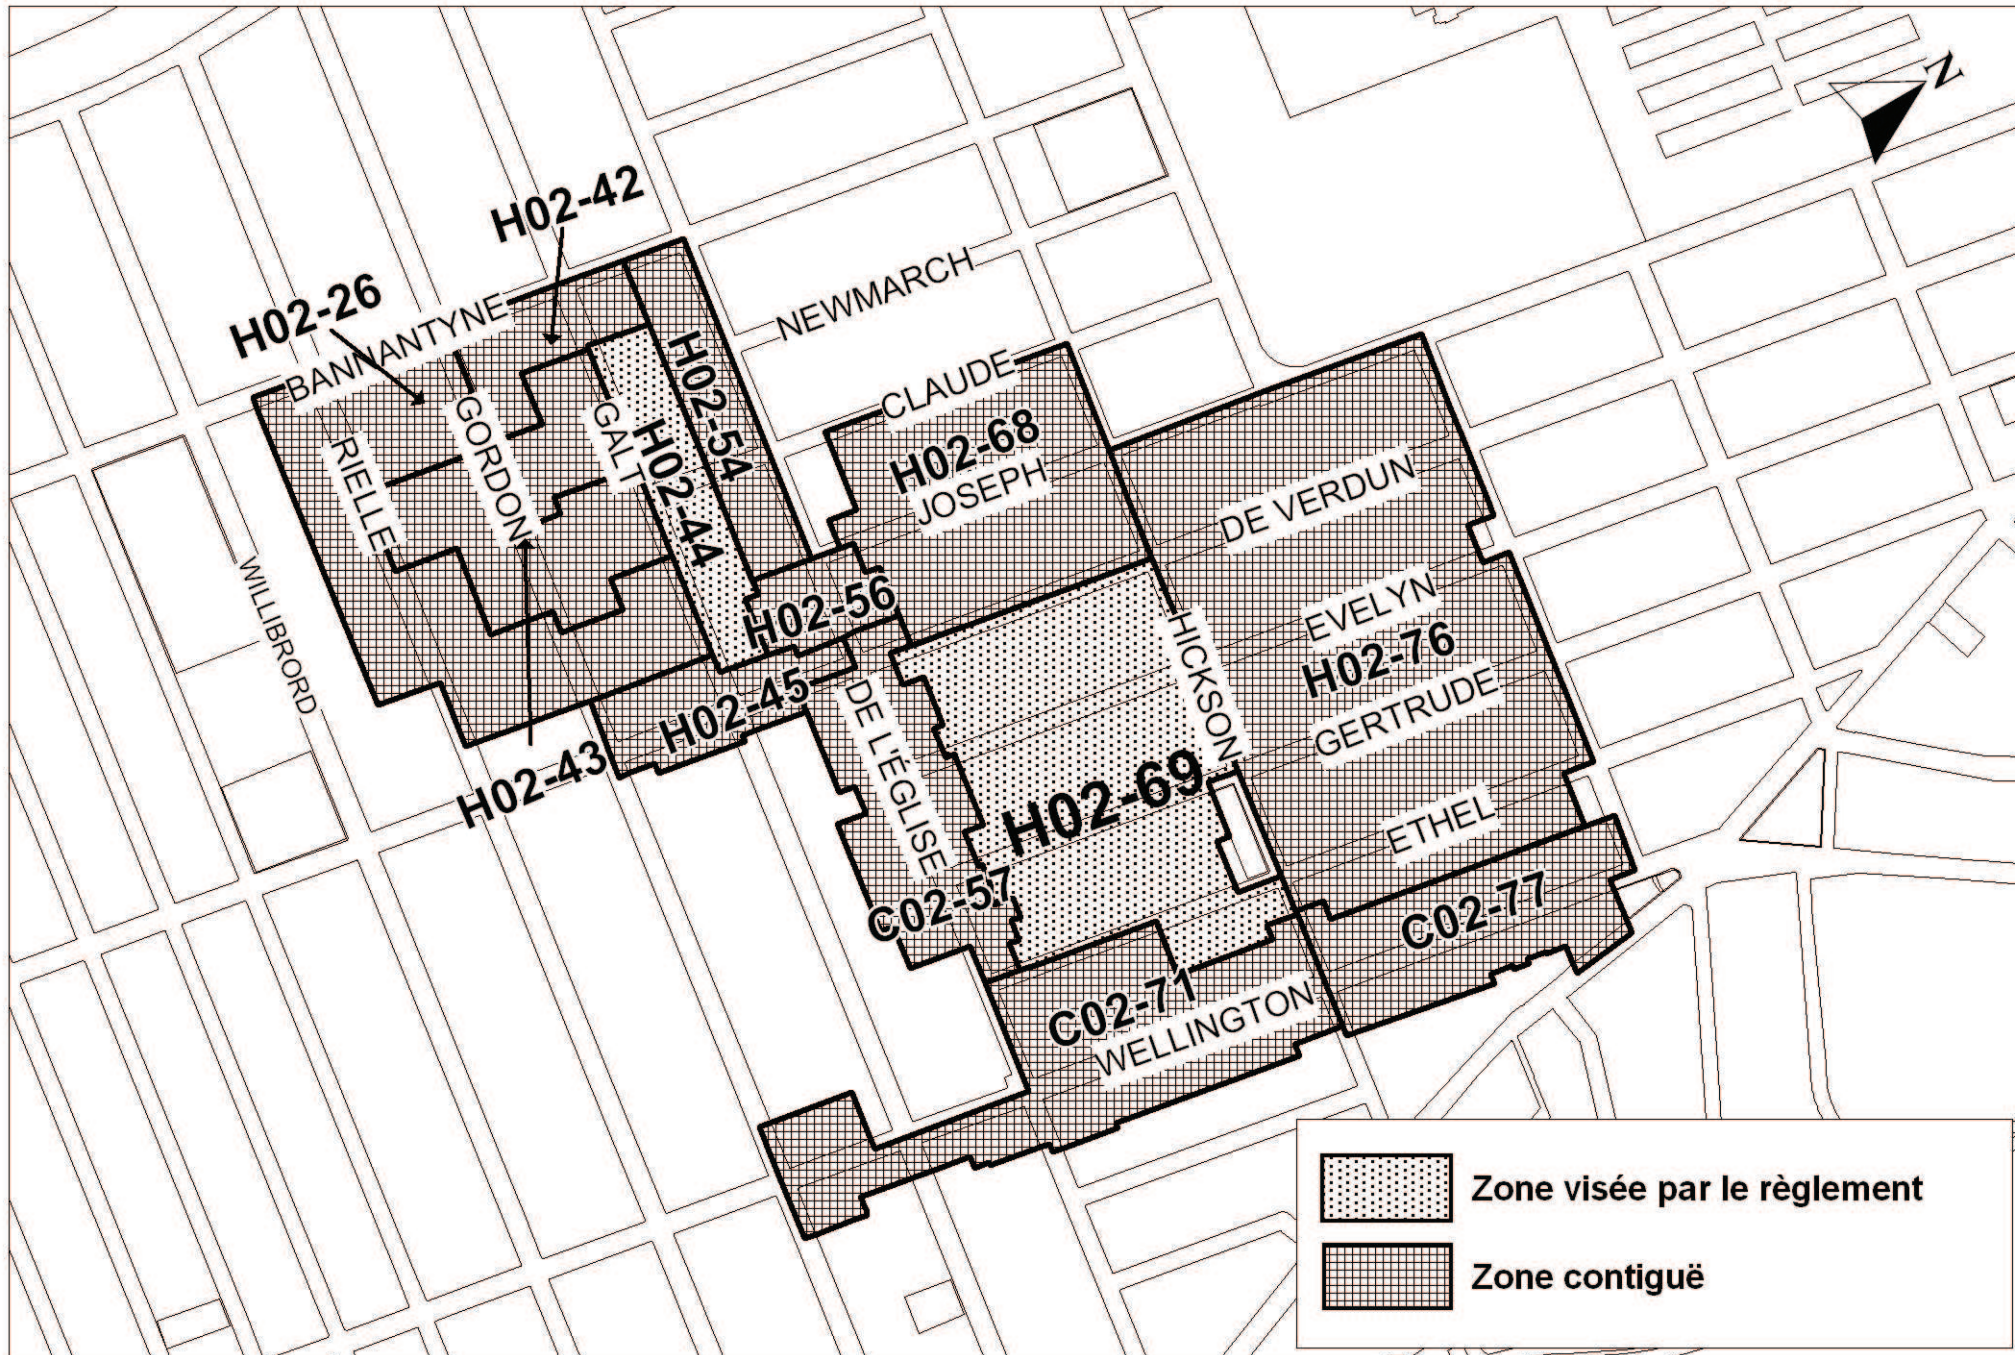 N
H02-42
H02-26
BANNANTYNE
NEWMARCH
CLAUDE
H02-54
H02-68
JOSEPH
RIELLE
GORDON
GALT
H02-44
DE VERDUN
WILLIBRORD
H02-56
EVELYN
HICKSON
H02-76
GERTRUDE
H02-45
DE L'ÉGLISE
H02-43
H02-69
ETHEL
C02-57
C02-77
C02-71
WELLINGTON
Zone visée par le règlement
Zone contiguë